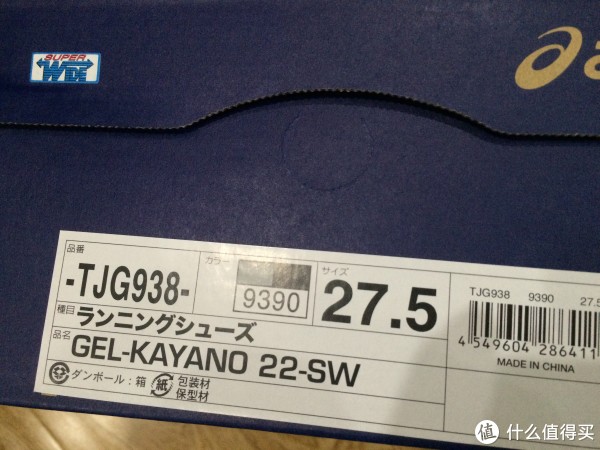 SUPER
WIDE
a
品番
-TJG938-
カラー
9390
サイズ
27.5
種目
ランニングシューズ
品名
GEL-KAYANO 22-SW
ダンボール:箱
紙
包装材
保型材
TJG938 9390 27.5
4 549604 286411
MADE IN CHINA
值 什么值得买